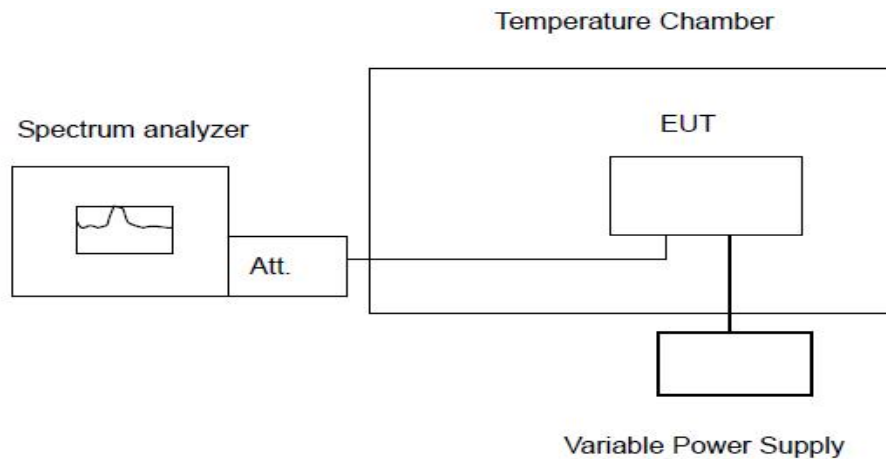 Temperature Chamber
Spectrum analyzer
EUT
Att.
Variable Power Supply